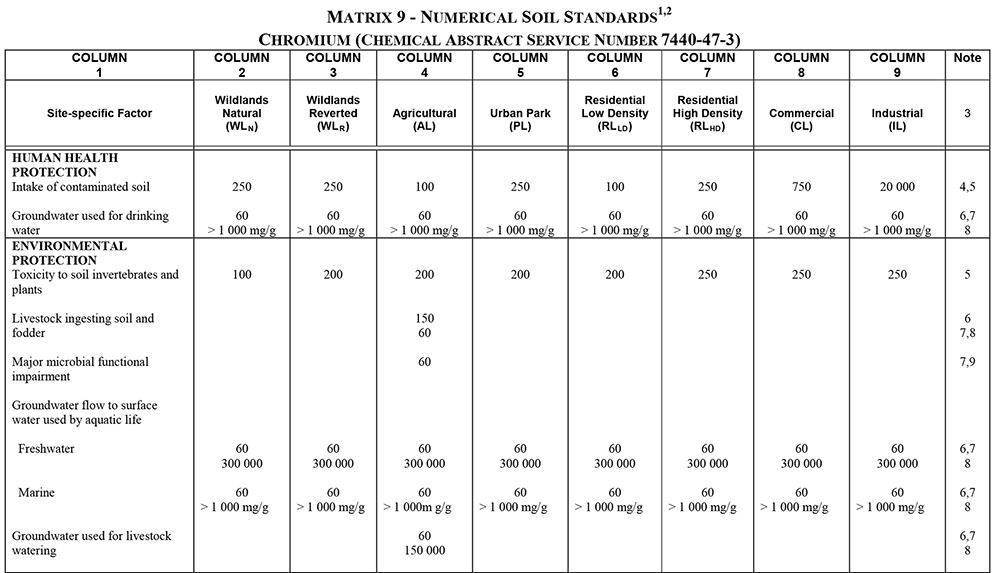 MATRIX 9 - NUMERICAL SOIL STANDARDS1,2
CHROMIUM (CHEMICAL ABSTRACT SERVICE NUMBER 7440-47-3)
COLUMN 1 COLUMN 2 COLUMN 3 COLUMN 4 COLUMN 5 COLUMN 6 COLUMN 7 COLUMN 8 COLUMN 9 Note
Site-specific Factor Wildlands Natural (WLN) Wildlands Reverted (WLR) Agricultural (AL) Urban Park (PL) Residential Low Density (RLLD) Residential High Density (RLHD) Commercial (CL) Industrial (IL) 3
HUMAN HEALTH
PROTECTION
Intake of contaminated soil 250 250 100 250 100 250 750 20 000 4,5
Groundwater used for drinking 60 60 60 60 60 60 60 60 6,7
water > 1 000 mg/g > 1 000 mg/g > 1 000 mg/g > 1 000 mg/g > 1 000 mg/g > 1 000 mg/g > 1 000 mg/g > 1 000 mg/g 8
ENVIRONMENTAL
PROTECTION
Toxicity to soil invertebrates and 100 200 200 200 200 250 250 250 5
plants
Livestock ingesting soil and 150 6
fodder 60 7,8
Major microbial functional 60 7,9
impairment
Groundwater flow to surface
water used by aquatic life
Freshwater 60 60 60 60 60 60 60 60 6,7
300 000 300 000 300 000 300 000 300 000 300 000 300 000 300 000 8
Marine 60 60 60 60 60 60 60 60 6,7
> 1 000 mg/g > 1 000 mg/g > 1 000m g/g > 1 000 mg/g > 1 000 mg/g > 1 000 mg/g > 1 000 mg/g > 1 000 mg/g 8
Groundwater used for livestock 60 6,7
watering 150 000 8